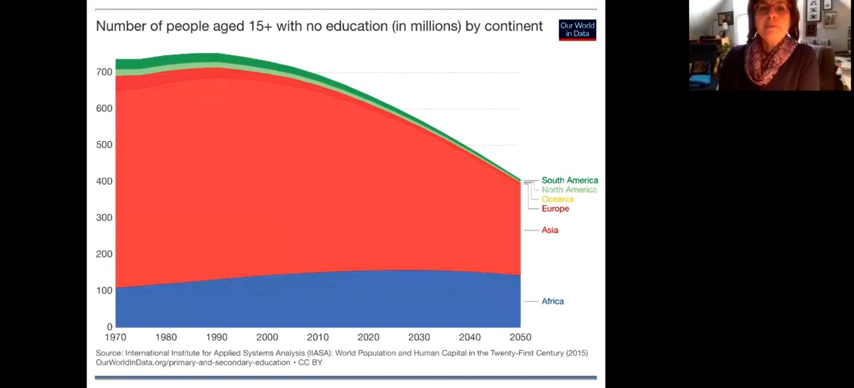 Number of people aged 15+ with no education (in millions) by continent
Our World
in Data
700
600
500
400
300
200
100
0
South America
North America
Oceania
Europe
Asia
Africa
1970 1980 1990 2000 2010 2020 2030 2040 2050
Source: International Institute for Applied Systems Analysis (IIASA): World Population and Human Capital in the Twenty-First Century (2015)
OurWorldInData.org/primary-and-secondary-education • CC BY